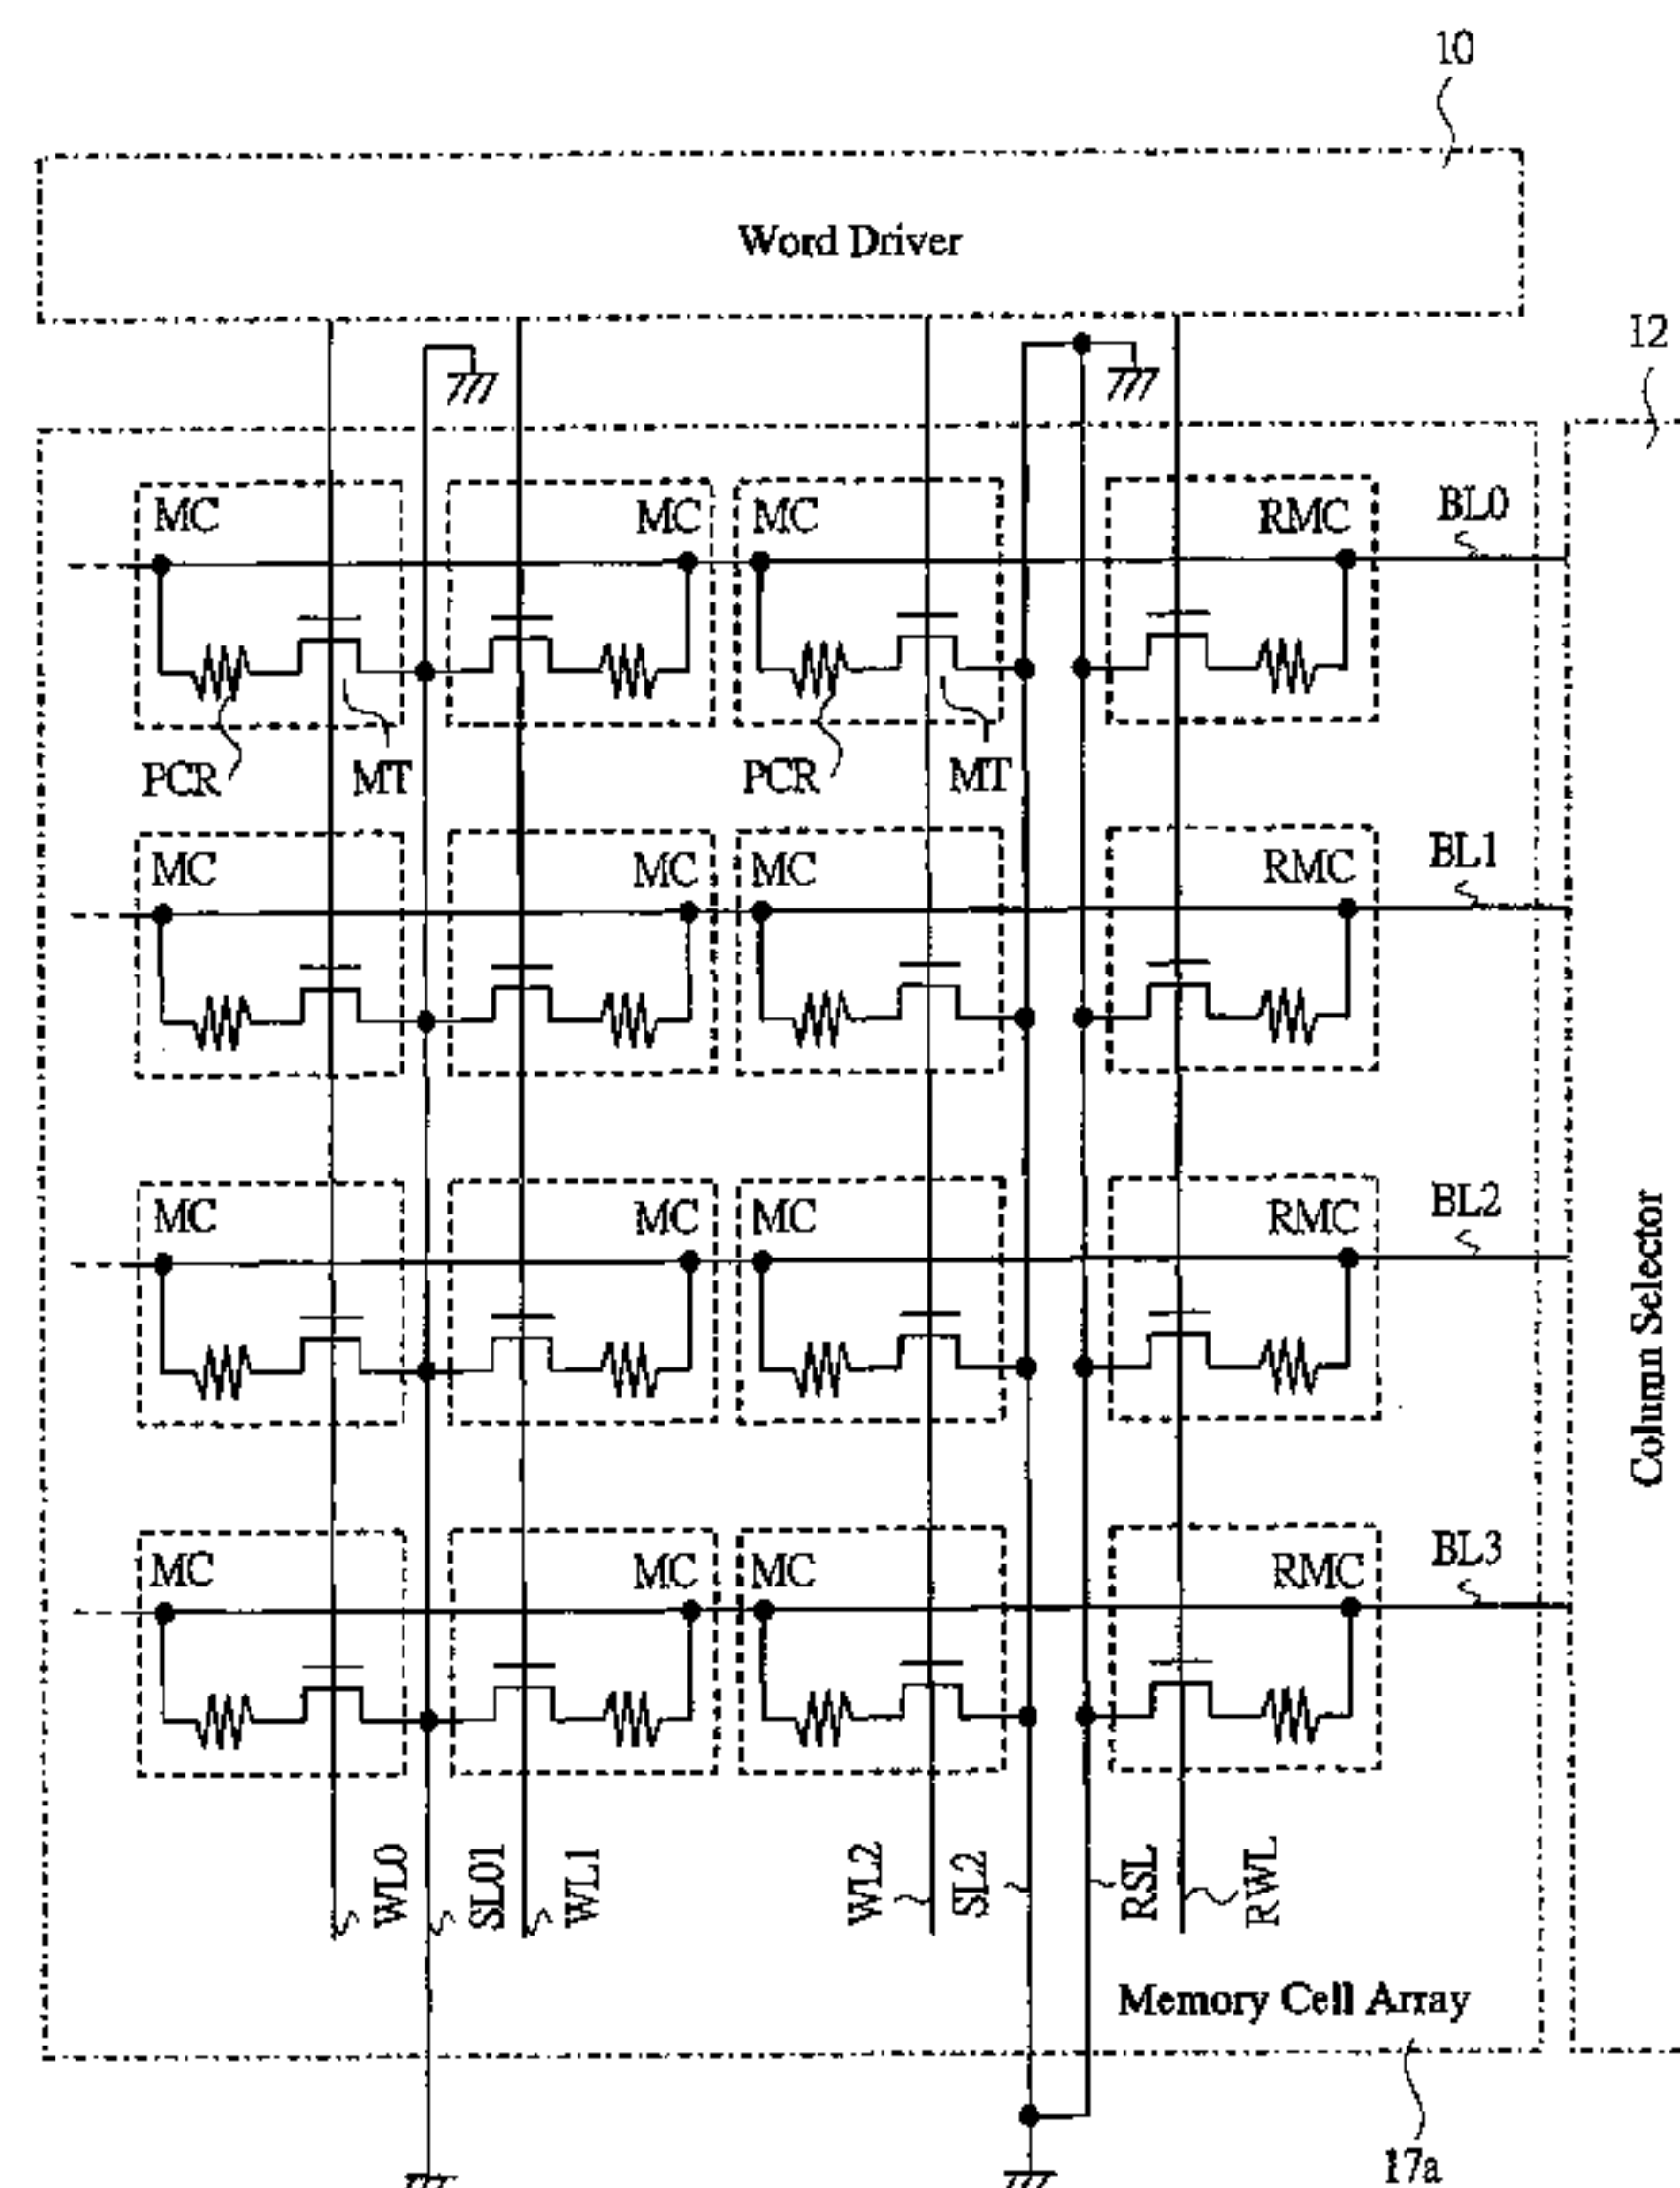 10
Word Driver
12
MC MC MC RMC BL0
PCR MT PCR MT
MC MC MC RMC BL1
MC MC MC RMC BL2
Column Selector
MC MC MC RMC BL3
WL0 SL01 WL1 WL2 SL2 RSL RWL
Memory Cell Array
17a